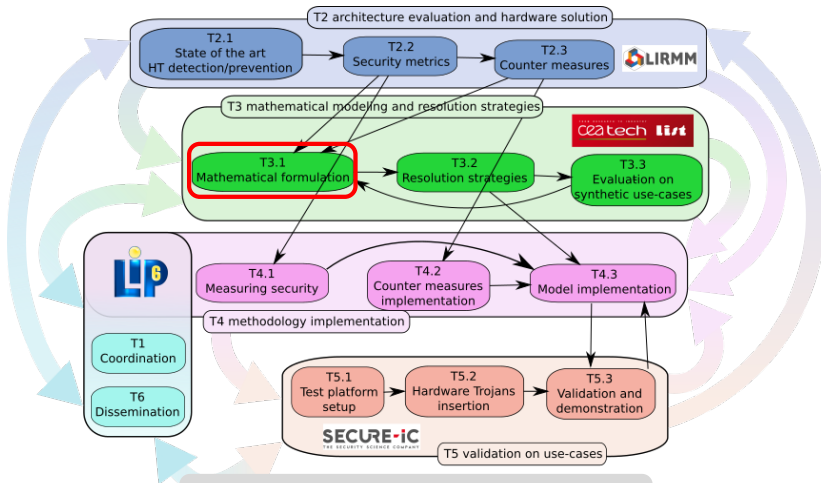 T2 architecture evaluation and hardware solution
T2.1
State of the art
HT detection/prevention
T2.2
Security metrics
T2.3
Counter measures
LIRMM
T3 mathematical modeling and resolution strategies
cea tech list
T3.1
Mathematical formulation
T3.2
Resolution strategies
T3.3
Evaluation on
synthetic use-cases
LIP6
T4.1
Measuring security
T4.2
Counter measures
implementation
T4.3
Model implementation
T4 methodology implementation
T1
Coordination
T6
Dissemination
T5.1
Test platform
setup
T5.2
Hardware Trojans
insertion
T5.3
Validation and
demonstration
SECURE-iC
THE SECURITY SCIENCE COMPANY
T5 validation on use-cases